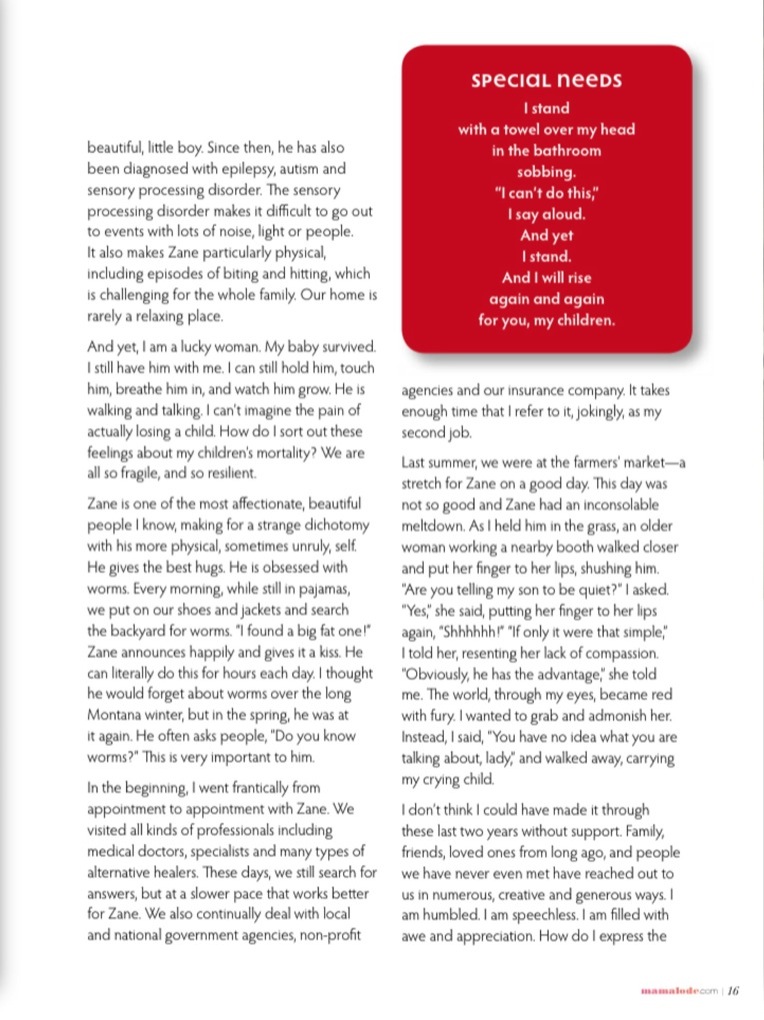 beautiful, little boy. Since then, he has also
been diagnosed with epilepsy, autism and
sensory processing disorder. The sensory
processing disorder makes it difficult to go out
to events with lots of noise, light or people.
It also makes Zane particularly physical,
including episodes of biting and hitting, which
is challenging for the whole family. Our home is
rarely a relaxing place.
And yet, I am a lucky woman. My baby survived.
I still have him with me. I can still hold him, touch
him, breathe him in, and watch him grow. He is
walking and talking. I can't imagine the pain of
actually losing a child. How do I sort out these
feelings about my children's mortality? We are
all so fragile, and so resilient.
Zane is one of the most affectionate, beautiful
people I know, making for a strange dichotomy
with his more physical, sometimes unruly, self.
He gives the best hugs. He is obsessed with
worms. Every morning, while still in pajamas,
we put on our shoes and jackets and search
the backyard for worms. "I found a big fat one!"
Zane announces happily and gives it a kiss. He
can literally do this for hours each day. I thought
he would forget about worms over the long
Montana winter, but in the spring, he was at
it again. He often asks people, "Do you know
worms?" This is very important to him.
In the beginning, I went frantically from
appointment to appointment with Zane. We
visited all kinds of professionals including
medical doctors, specialists and many types of
alternative healers. These days, we still search for
answers, but at a slower pace that works better
for Zane. We also continually deal with local
and national government agencies, non-profit
special needs
I stand
with a towel over my head
in the bathroom
sobbing.
"I can't do this,"
I say aloud.
And yet
I stand.
And I will rise
again and again
for you, my children.
agencies and our insurance company. It takes
enough time that I refer to it, jokingly, as my
second job.
Last summer, we were at the farmers' market—a
stretch for Zane on a good day. This day was
not so good and Zane had an inconsolable
meltdown. As I held him in the grass, an older
woman working a nearby booth walked closer
and put her finger to her lips, shushing him.
"Are you telling my son to be quiet?" I asked.
"Yes," she said, putting her finger to her lips
again, "Shhhhhh!" "If only it were that simple,"
I told her, resenting her lack of compassion.
"Obviously, he has the advantage," she told
me. The world, through my eyes, became red
with fury. I wanted to grab and admonish her.
Instead, I said, "You have no idea what you are
talking about, lady," and walked away, carrying
my crying child.
I don't think I could have made it through
these last two years without support. Family,
friends, loved ones from long ago, and people
we have never even met have reached out to
us in numerous, creative and generous ways. I
am humbled. I am speechless. I am filled with
awe and appreciation. How do I express the
mamalode.com | 16